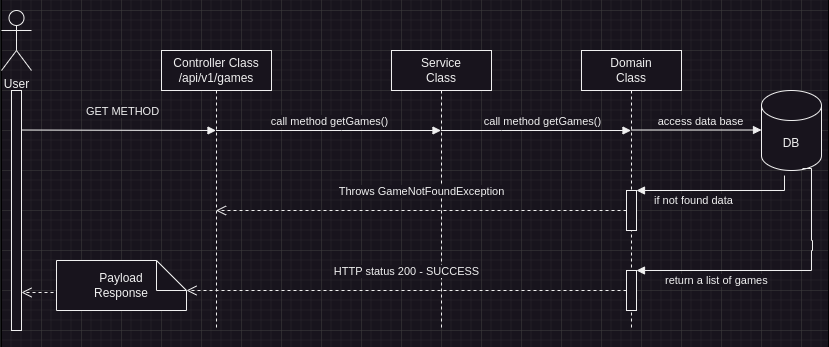 Controller Class
/api/v1/games
Service
Class
Domain
Class
User
GET METHOD
call method getGames()
call method getGames()
access data base
DB
Throws GameNotFoundException
if not found data
HTTP status 200 - SUCCESS
Payload
Response
return a list of games